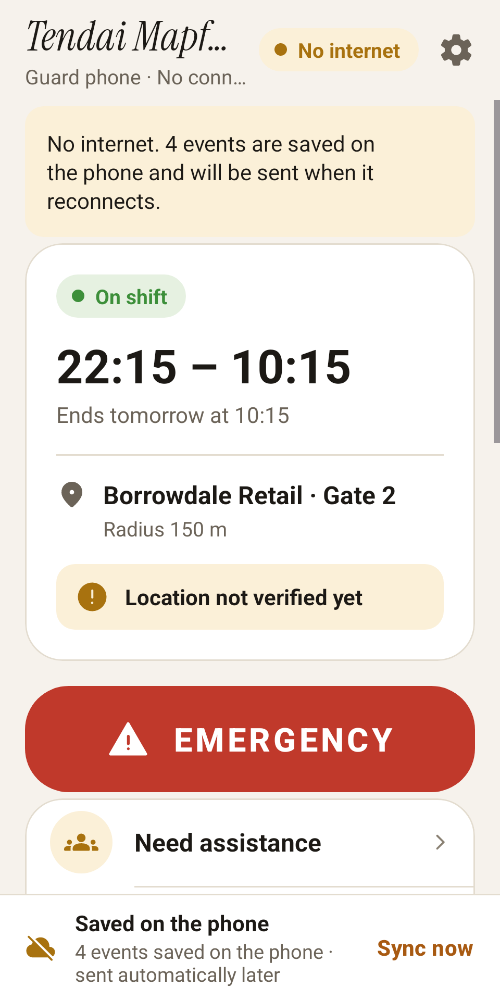 Tendai Mapf...
No internet
Guard phone · No conn...
No internet. 4 events are saved on
the phone and will be sent when it
reconnects.
On shift
22:15 – 10:15
Ends tomorrow at 10:15
Borrowdale Retail · Gate 2
Radius 150 m
Location not verified yet
EMERGENCY
Need assistance
Saved on the phone
4 events saved on the phone ·
sent automatically later
Sync now